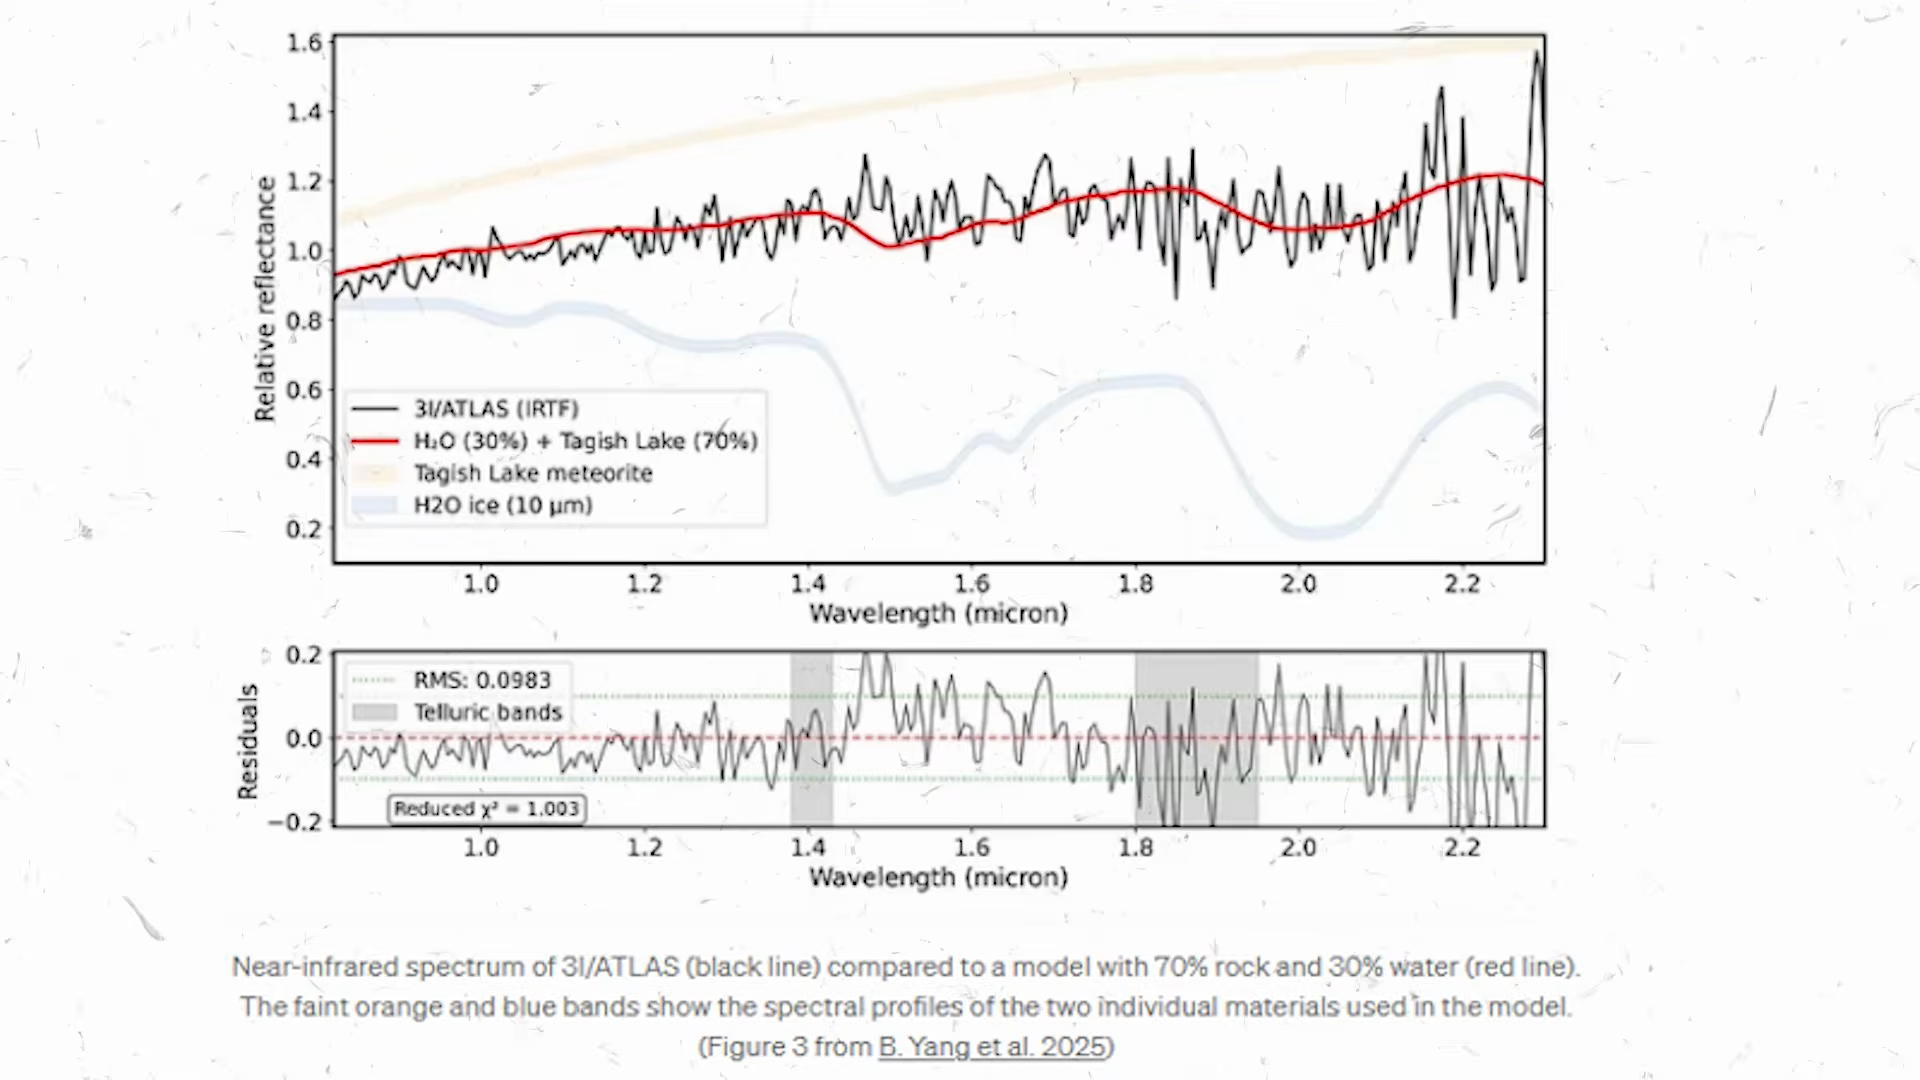 1.6
1.4
1.2
1.0
0.8
0.6
0.4
0.2
Relative reflectance
3I/ATLAS (IRTF)
H₂O (30%) + Tagish Lake (70%)
Tagish Lake meteorite
H2O ice (10 μm)
1.0 1.2 1.4 1.6 1.8 2.0 2.2
Wavelength (micron)
0.2
0.0
−0.2
Residuals
RMS: 0.0983
Telluric bands
Reduced χ² = 1.003
1.0 1.2 1.4 1.6 1.8 2.0 2.2
Wavelength (micron)
Near-infrared spectrum of 3I/ATLAS (black line) compared to a model with 70% rock and 30% water (red line).
The faint orange and blue bands show the spectral profiles of the two individual materials used in the model.
(Figure 3 from B. Yang et al. 2025)